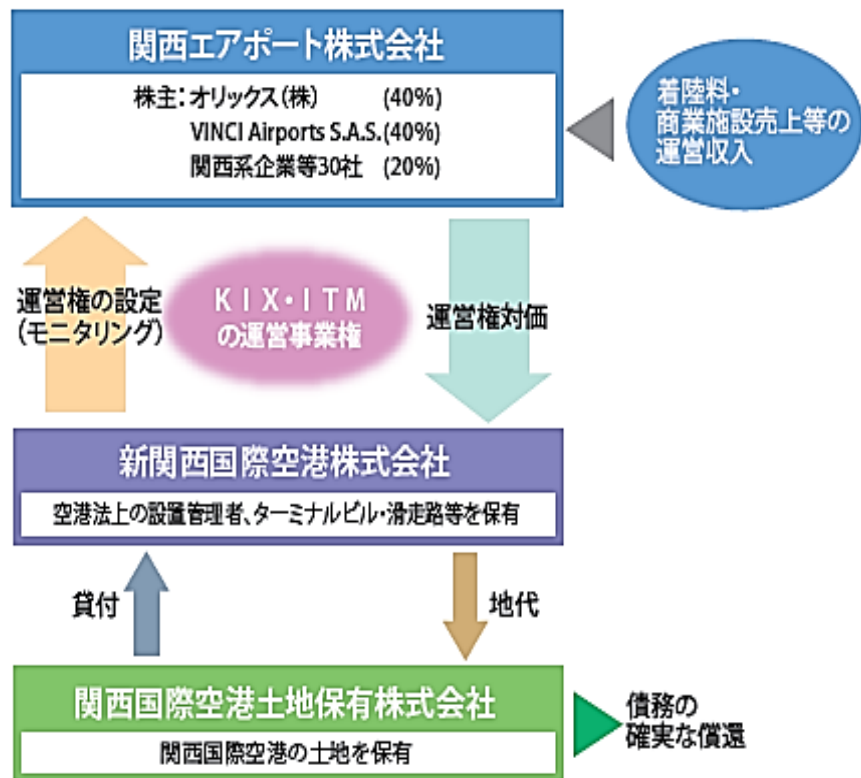 関西エアポート株式会社
株主：オリックス（株） (40%)
VINCI Airports S.A.S.(40%)
関西系企業等30社 (20%)
着陸料・
商業施設売上等の
運営収入
運営権の設定
（モニタリング）
ＫＩＸ・ＩＴＭ
の運営事業権
運営権対価
新関西国際空港株式会社
空港法上の設置管理者、ターミナルビル・滑走路等を保有
貸付
地代
関西国際空港土地保有株式会社
関西国際空港の土地を保有
債務の
確実な償還